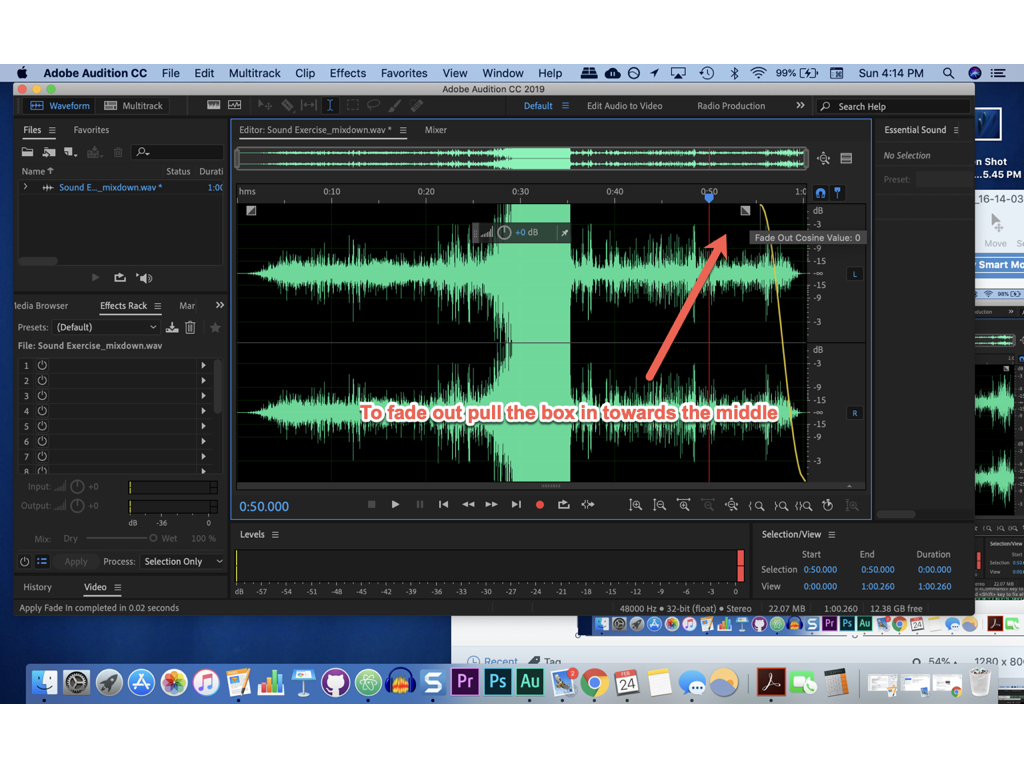 Adobe Audition CC File Edit Multitrack Clip Effects Favorites View Window Help 99% Sun 4:14 PM
Adobe Audition CC 2019
Waveform Multitrack Default Edit Audio to Video Radio Production Search Help
Files Favorites
Name Status Durati
Sound E..._mixdown.wav * 1:00
Media Browser Effects Rack Mar
Presets: (Default)
File: Sound Exercise_mixdown.wav
1
2
3
4
5
6
7
8
Input: +0
Output: +0
dB -36 0
Mix: Dry Wet 100 %
Apply Process: Selection Only
History Video
Apply Fade In completed in 0.02 seconds
Editor: Sound Exercise_mixdown.wav * Mixer
hms 0:10 0:20 0:30 0:40 0:50 1:0
+0 dB
Fade Out Cosine Value: 0
dB
-9
-15
-∞
-15
-9
-3
L
dB
-3
-9
-15
-∞
-15
-9
-3
R
To fade out pull the box in towards the middle
0:50.000
Levels
dB -57 -54 -51 -48 -45 -42 -39 -36 -33 -30 -27 -24 -21 -18 -15 -12 -9 -6 -3 0
Selection/View
Start End Duration
Selection 0:50.000 0:50.000 0:00.000
View 0:00.000 1:00.260 1:00.260
48000 Hz • 32-bit (float) • Stereo 22.07 MB 1:00.260 12.38 GB free
Essential Sound
No Selection
Preset:
on Shot
...5.45 PM
_16-14-03
Move
Smart Mo
Recent Tag 54% 1280 x 80
Pr Ps Au
FEB
24
2